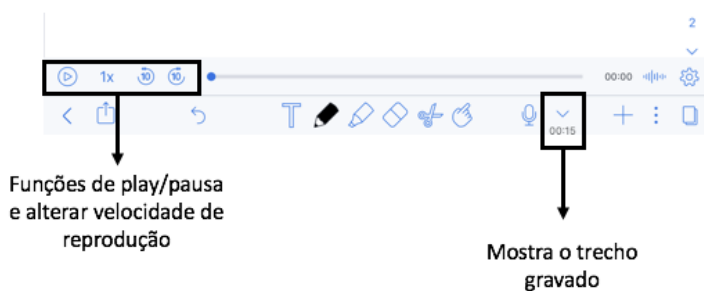 2
1x 10 10 00:00
T 00:15
Funções de play/pausa
e alterar velocidade de
reprodução
Mostra o trecho
gravado